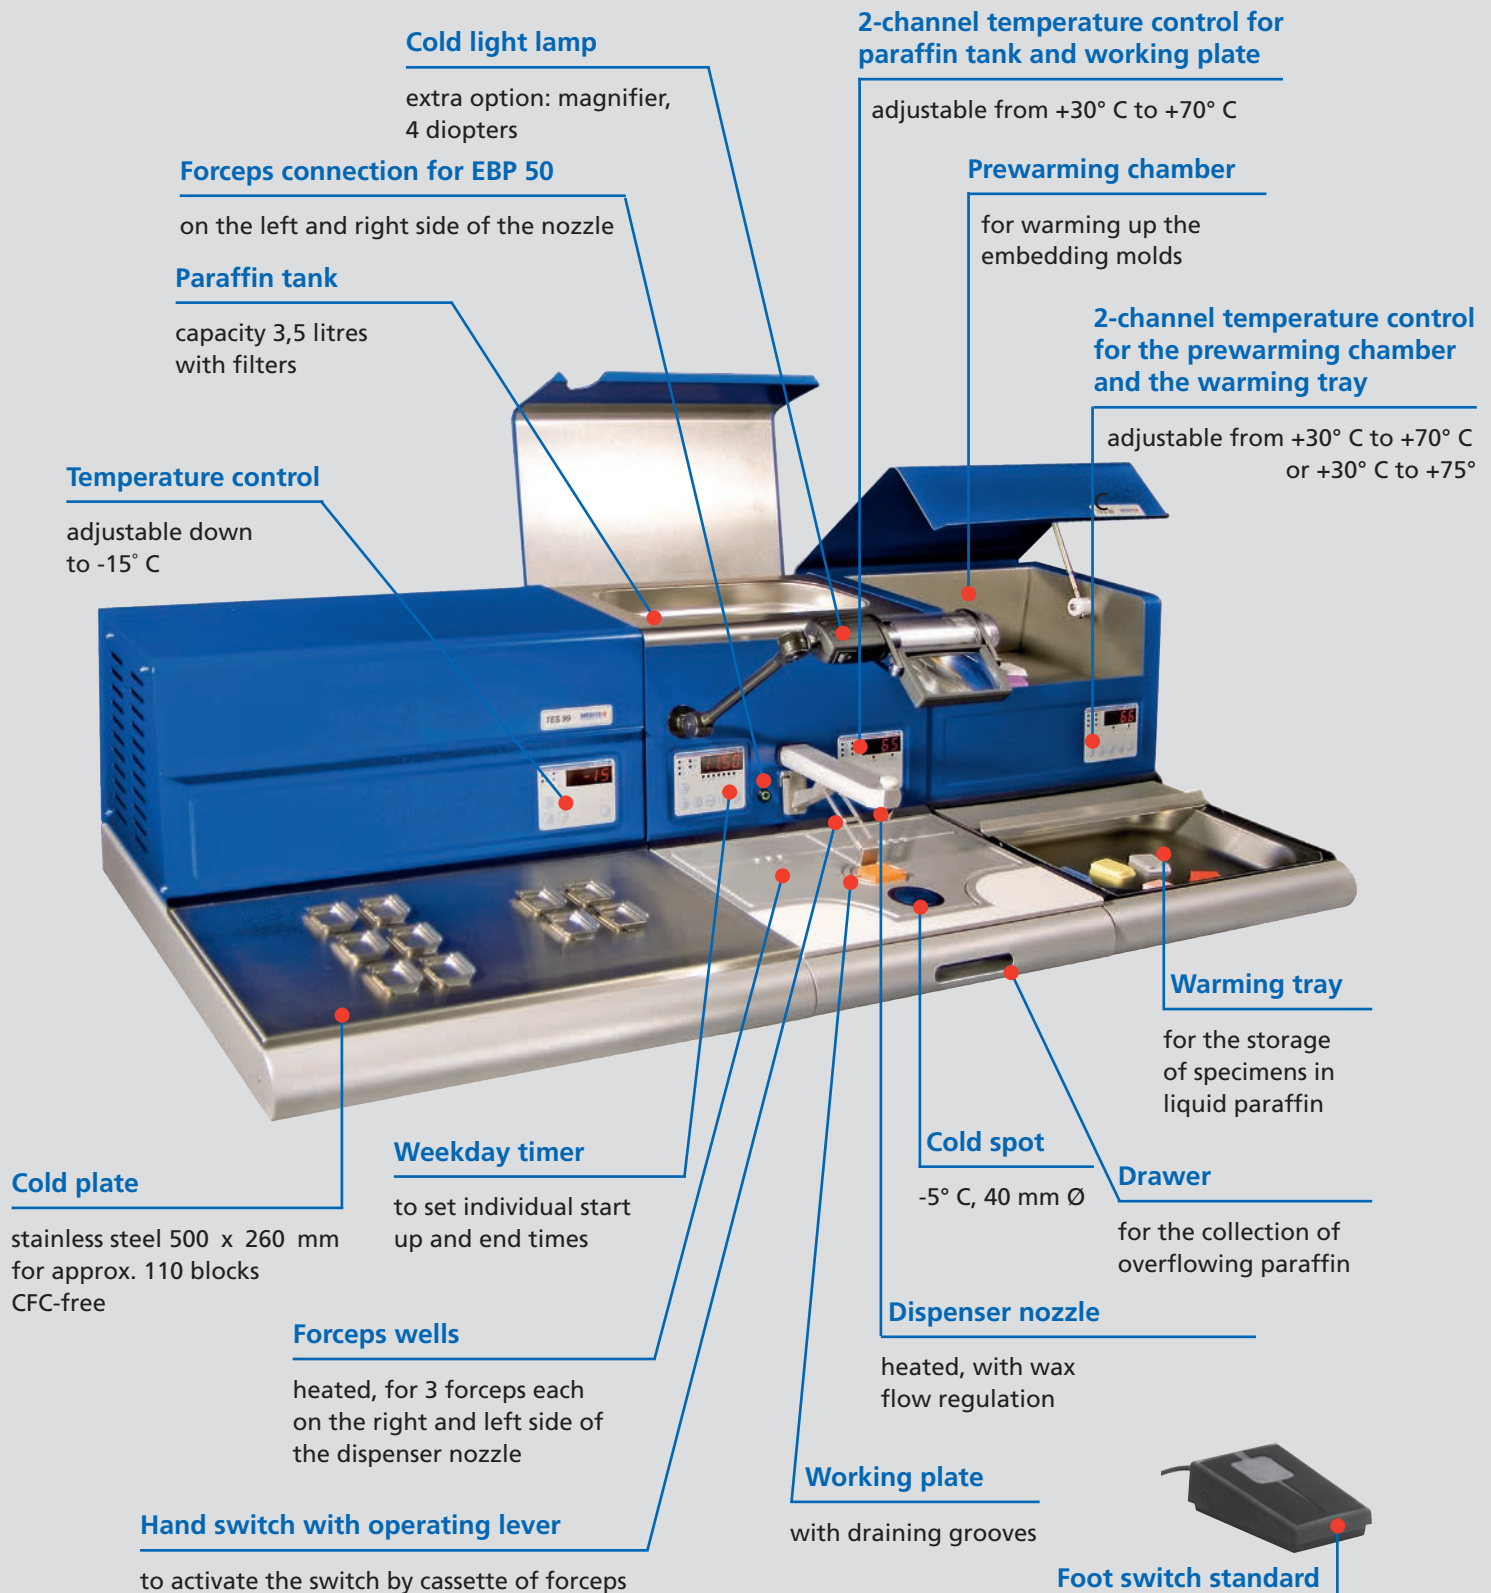 Cold light lamp
extra option: magnifier,
4 diopters
2-channel temperature control for
paraffin tank and working plate
adjustable from +30° C to +70° C
Forceps connection for EBP 50
on the left and right side of the nozzle
Prewarming chamber
for warming up the
embedding molds
Paraffin tank
capacity 3,5 litres
with filters
2-channel temperature control
for the prewarming chamber
and the warming tray
adjustable from +30° C to +70° C
or +30° C to +75°
C
Temperature control
adjustable down
to -15° C
TES 99
-15
150
65
66
Warming tray
for the storage
of specimens in
liquid paraffin
Cold spot
-5° C, 40 mm Ø
Drawer
for the collection of
overflowing paraffin
Weekday timer
to set individual start
up and end times
Cold plate
stainless steel 500 x 260 mm
for approx. 110 blocks
CFC-free
Dispenser nozzle
heated, with wax
flow regulation
Forceps wells
heated, for 3 forceps each
on the right and left side of
the dispenser nozzle
Working plate
with draining grooves
Hand switch with operating lever
to activate the switch by cassette of forceps
Foot switch standard